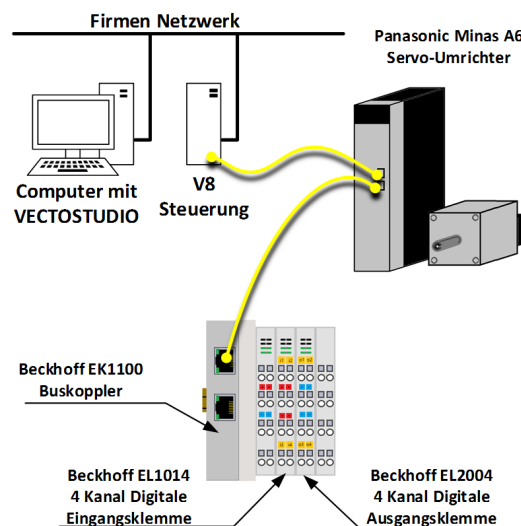 Firmen Netzwerk
Panasonic Minas A6
Servo-Umrichter
Computer mit
VECTOSTUDIO
V8
Steuerung
Beckhoff EK1100
Buskoppler
Beckhoff EL1014
4 Kanal Digitale
Eingangsklemme
Beckhoff EL2004
4 Kanal Digitale
Ausgangsklemme